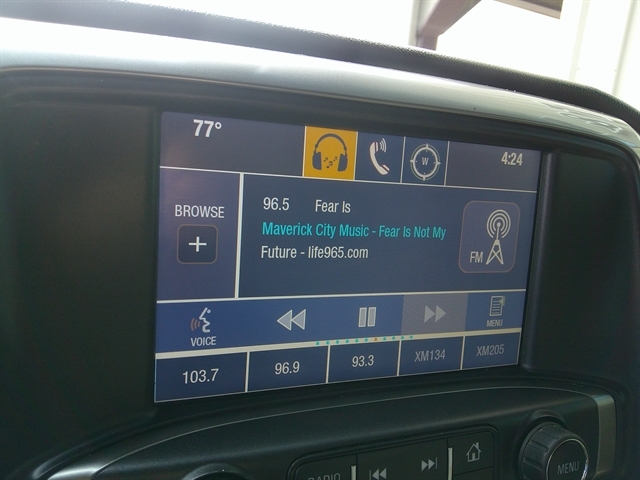 77°
W
4:24
BROWSE
+
96.5 Fear Is
Maverick City Music - Fear Is Not My
Future - life965.com
FM
VOICE
MENU
103.7
96.9
93.3
XM134
XM205
RADIO
MENU